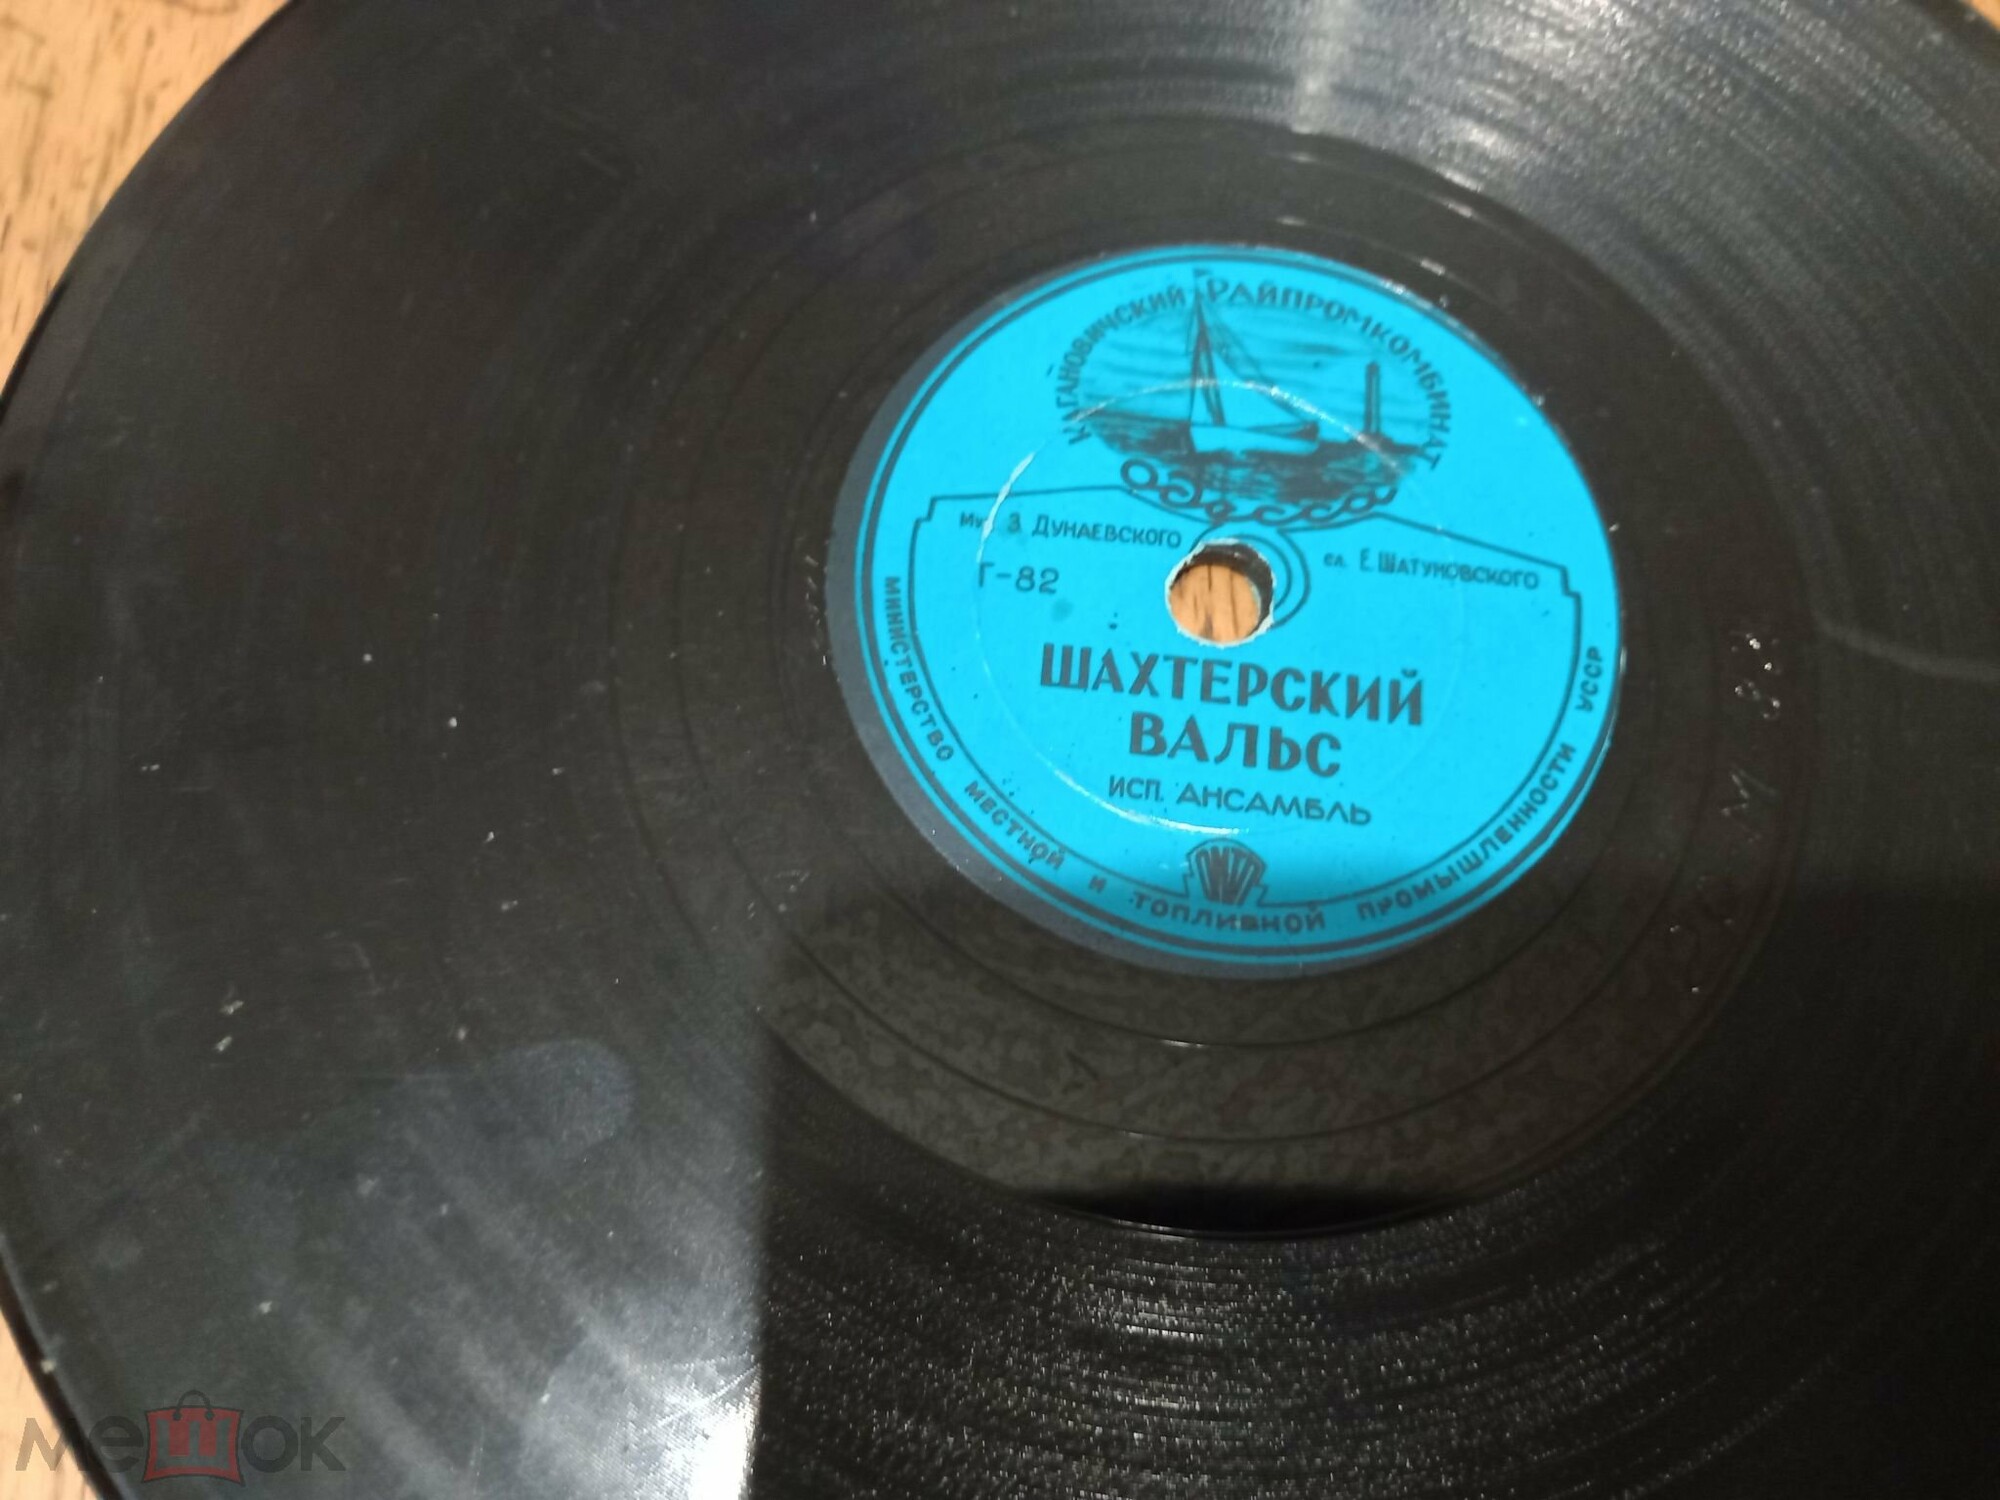 КАГАНОВИЧСКИЙ РАЙПРОМКОМБИНАТ
Одесса
Муз. З. ДУНАЕВСКОГО
сл. Е. ШАТУНОВСКОГО
Г-82
ШАХТЕРСКИЙ
ВАЛЬС
ИСП. АНСАМБЛЬ
МИНИСТЕРСТВО МЕСТНОЙ И ТОПЛИВНОЙ ПРОМЫШЛЕННОСТИ УССР
мешок